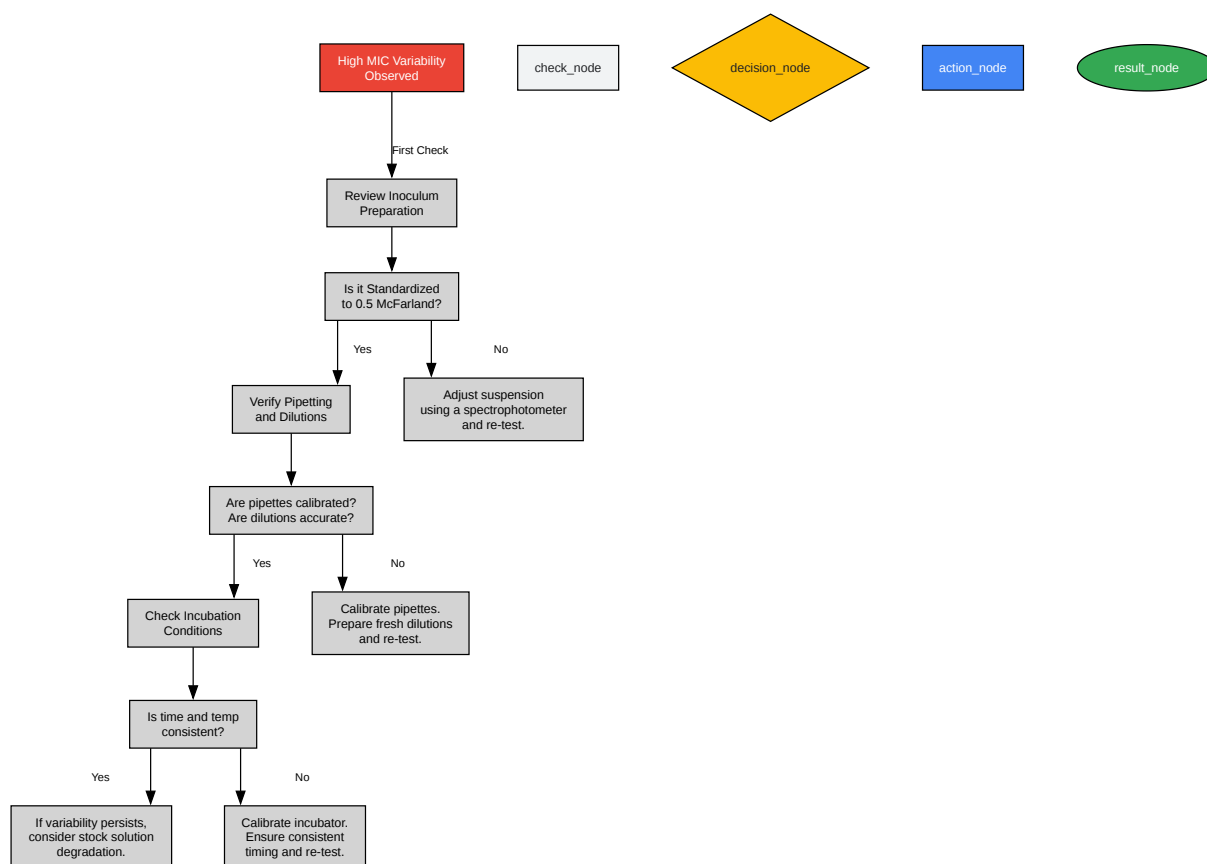 High MIC Variability
Observed
check_node
decision_node
action_node
result_node
First Check
Review Inoculum
Preparation
Is it Standardized
to 0.5 McFarland?
Yes
No
Verify Pipetting
and Dilutions
Adjust suspension
using a spectrophotometer
and re-test.
Are pipettes calibrated?
Are dilutions accurate?
Yes
No
Check Incubation
Conditions
Calibrate pipettes.
Prepare fresh dilutions
and re-test.
Is time and temp
consistent?
Yes
No
If variability persists,
consider stock solution
degradation.
Calibrate incubator.
Ensure consistent
timing and re-test.